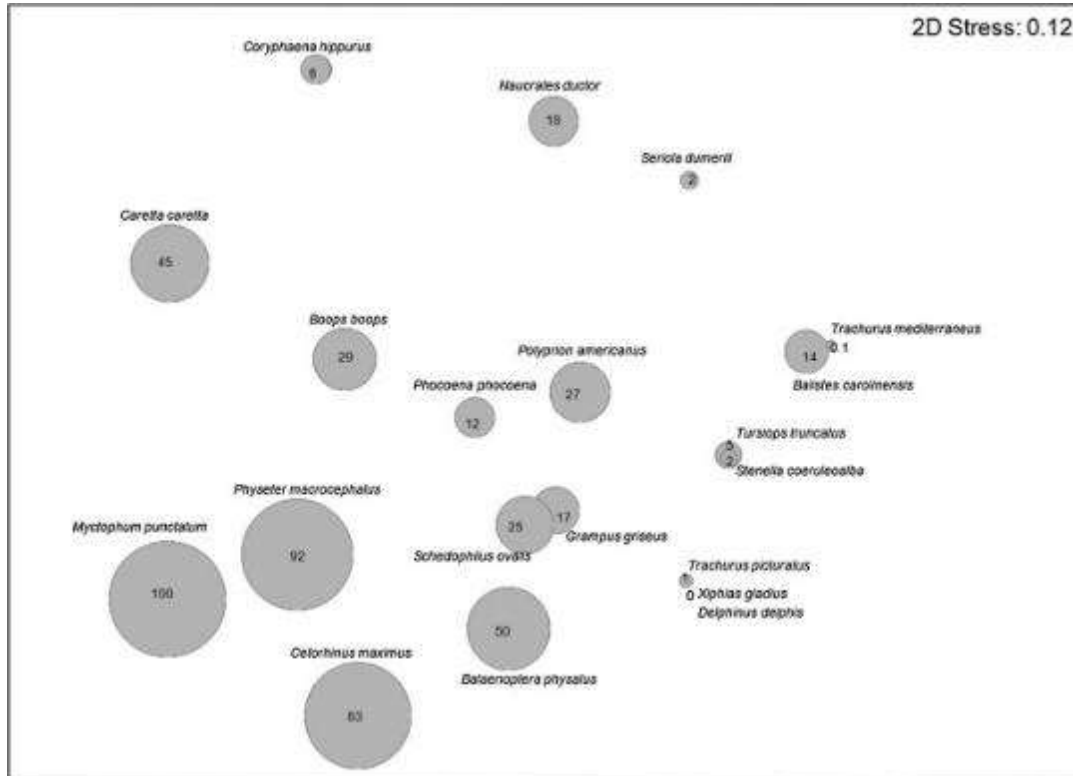 2D Stress: 0.12
Coryphaena hippurus
6
Naucrates ductor
18
Seriola dumerili
2
Caretta caretta
45
Boops boops
29
Trachurus mediterraneus
0.1
14
Balistes carolinensis
Polyprion americanus
27
Phocoena phocoena
12
Tursiops truncatus
5
2
Stenella coeruleoalba
Physeter macrocephalus
92
Myctophum punctatum
100
25
17
Schedophilus ovalis
Grampus griseus
Trachurus picturatus
1
0 Xiphias gladius
Delphinus delphis
50
Balaenoptera physalus
Cetorhinus maximus
83